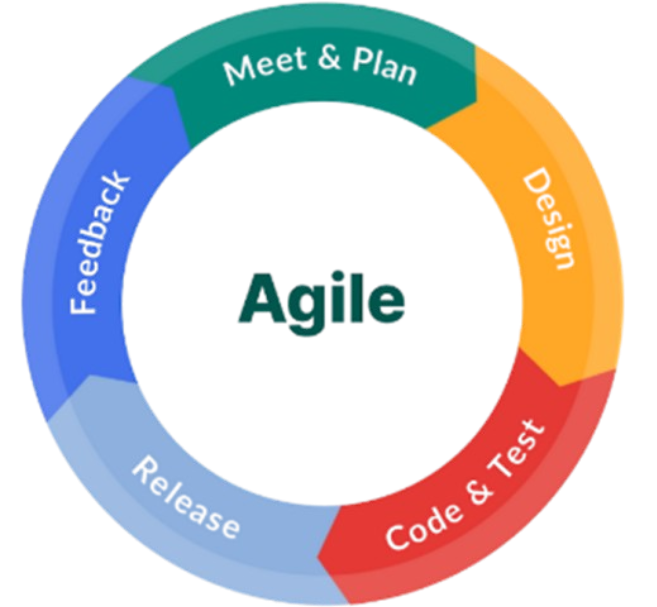 Meet & Plan
Design
Code & Test
Release
Feedback
Agile